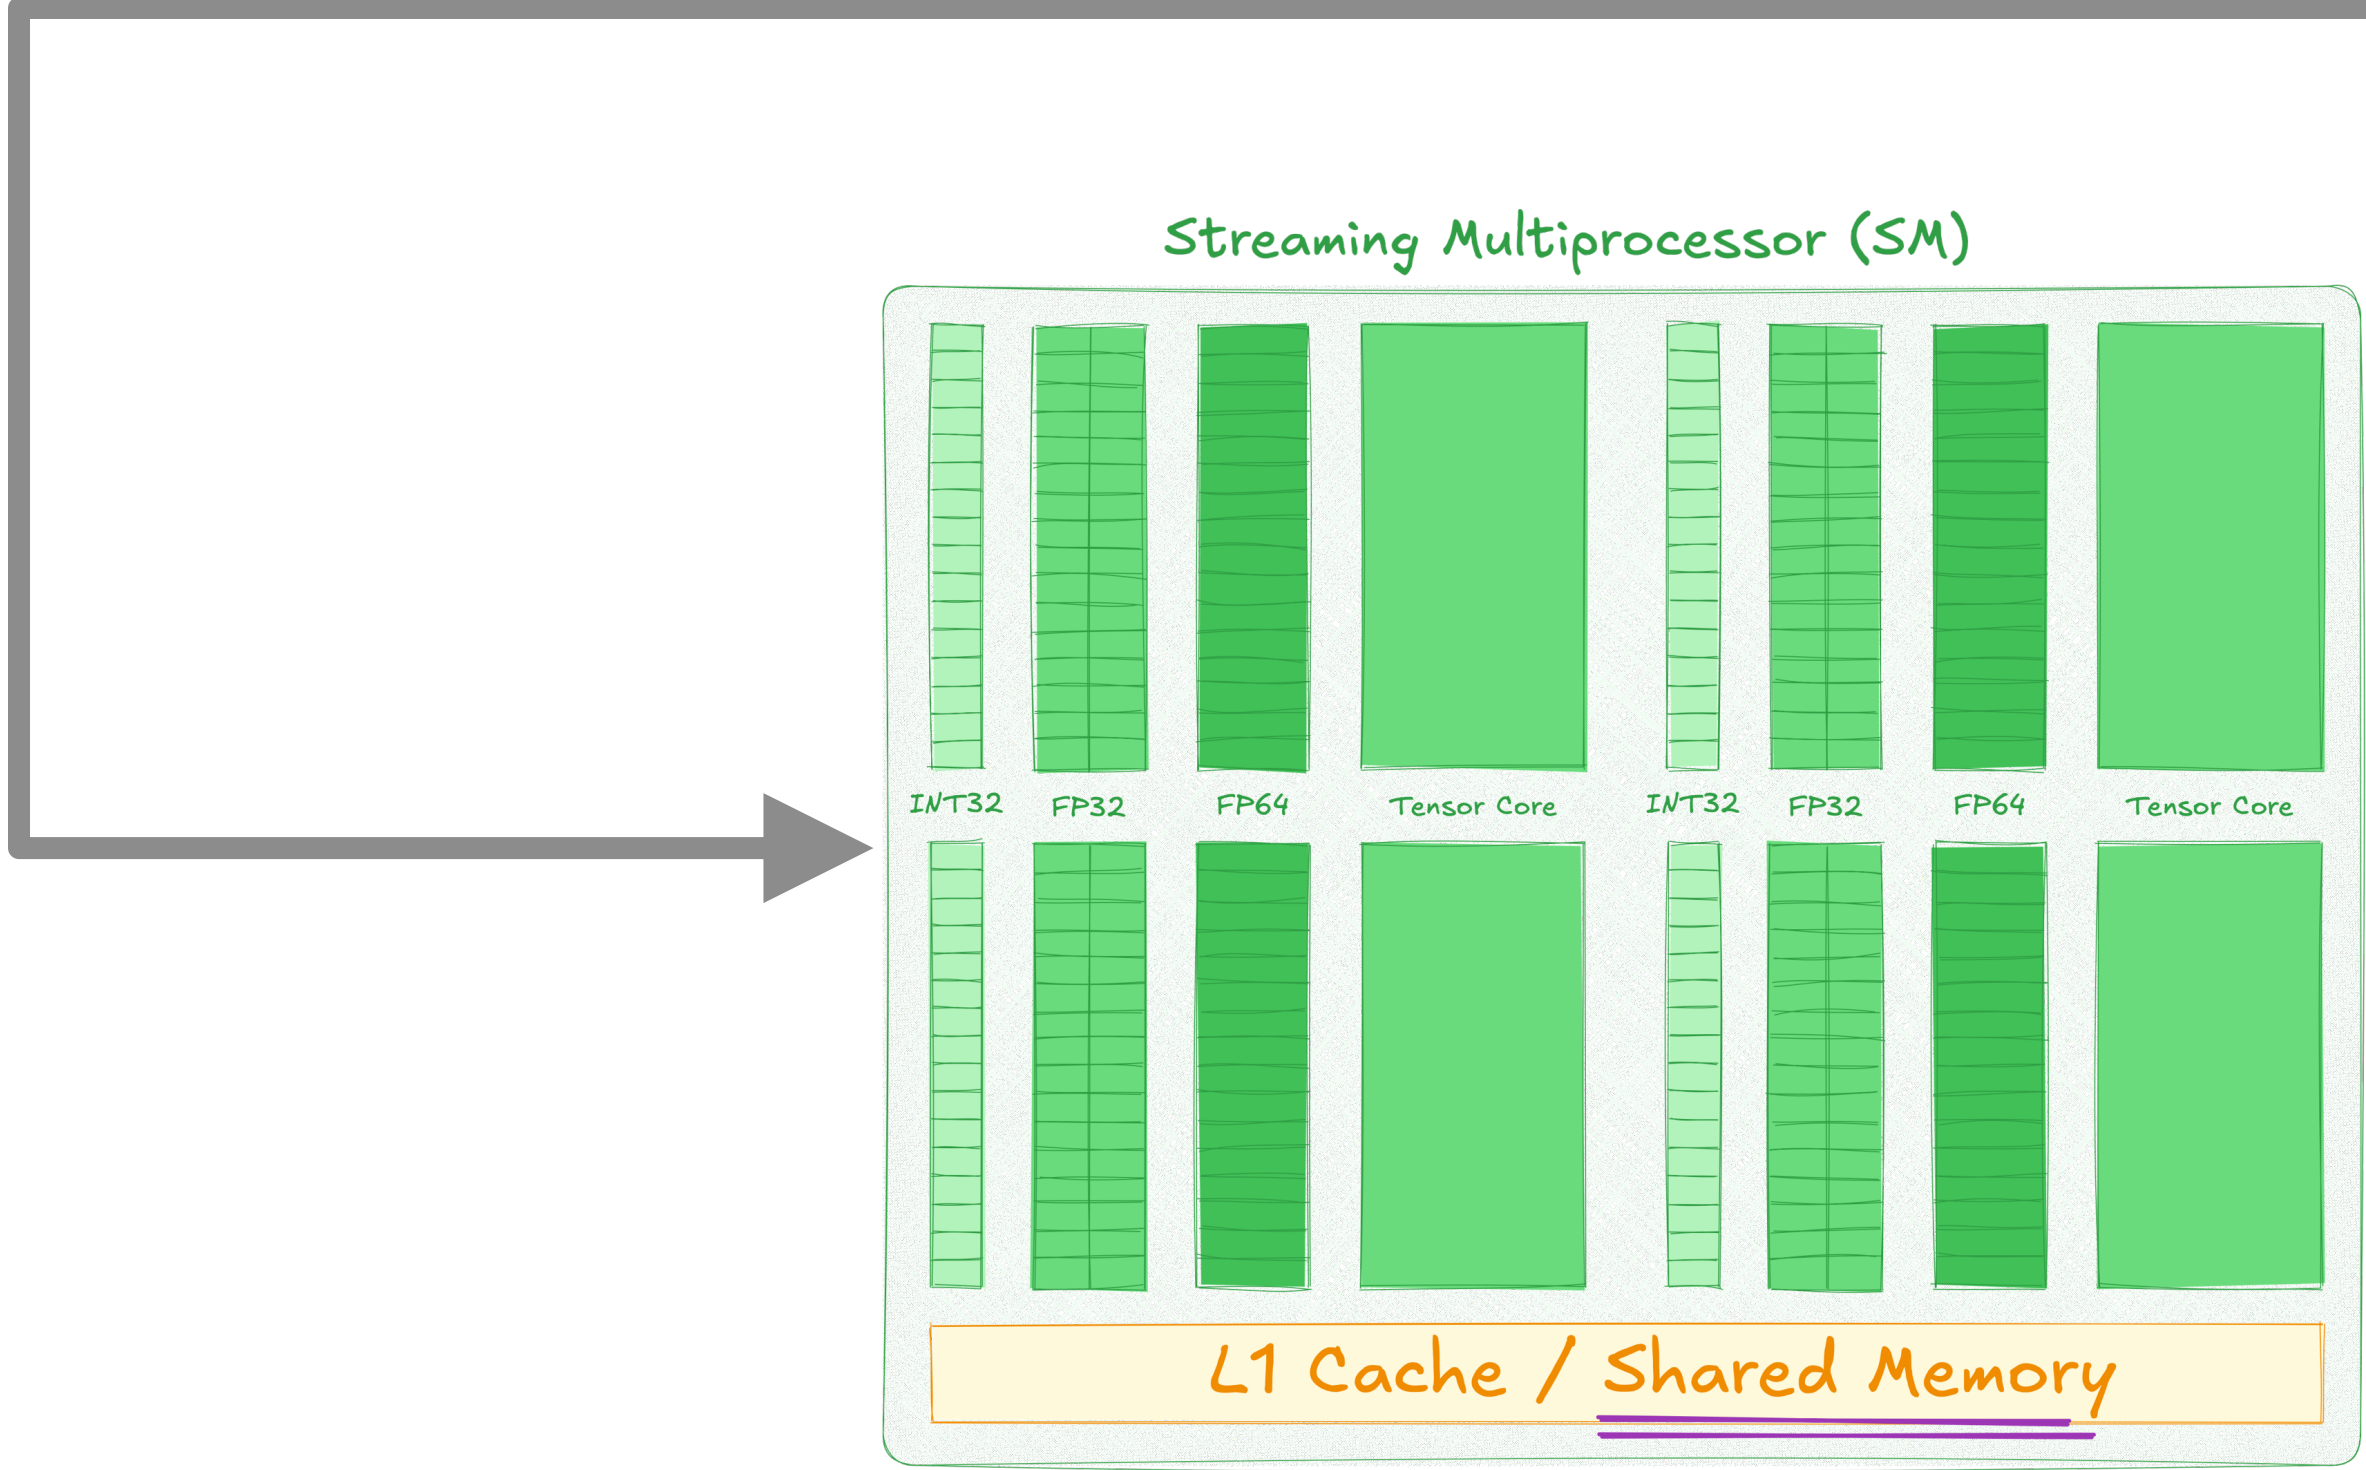 Streaming Multiprocessor (SM)
INT32 FP32 FP64 Tensor Core INT32 FP32 FP64 Tensor Core
L1 Cache / Shared Memory